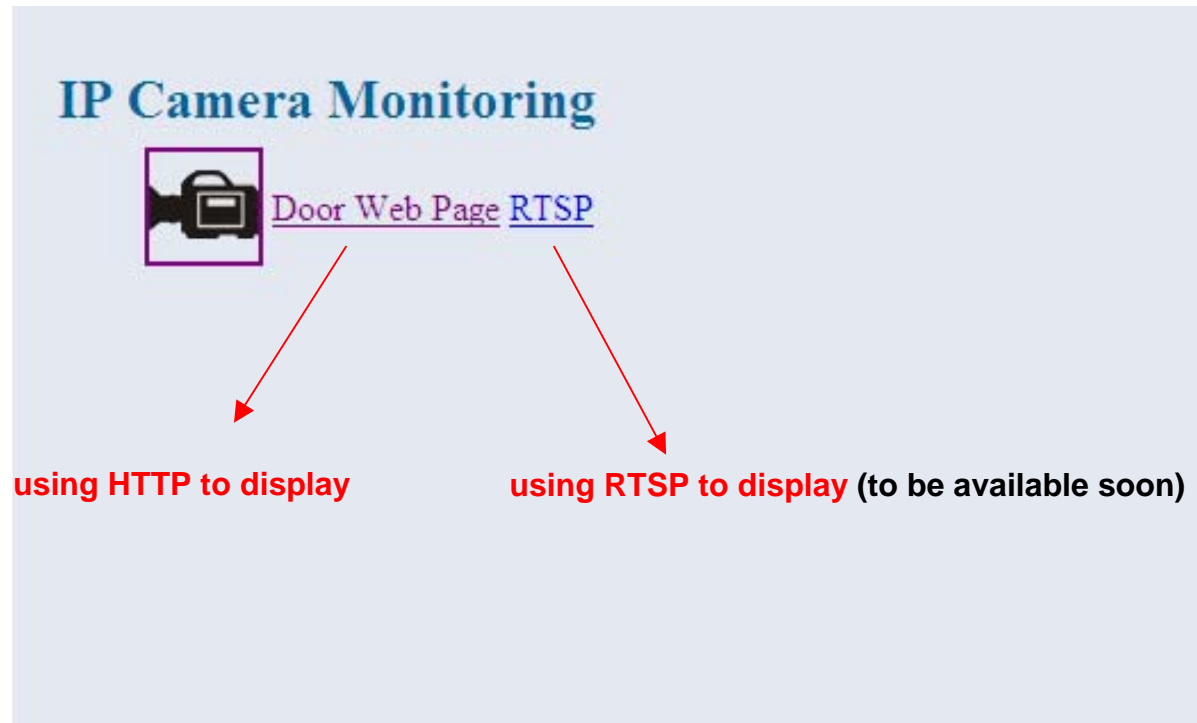 IP Camera Monitoring
Door Web Page RTSP
using HTTP to display
using RTSP to display (to be available soon)